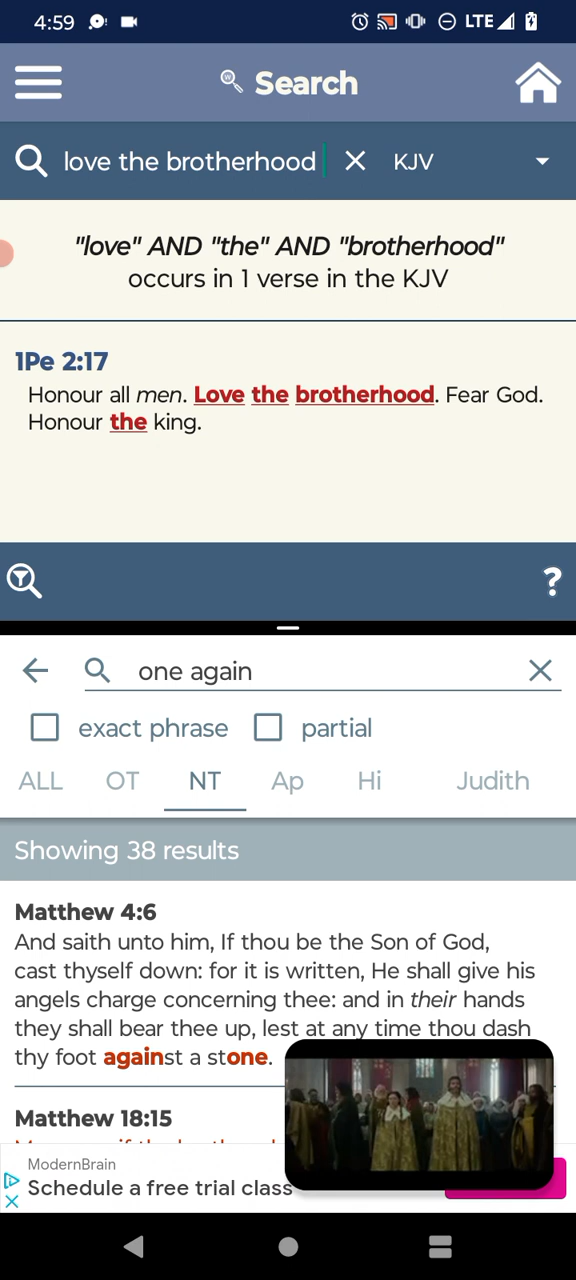 4:59
LTE
Search
love the brotherhood
KJV
"love" AND "the" AND "brotherhood"
occurs in 1 verse in the KJV
1Pe 2:17
Honour all men. Love the brotherhood. Fear God.
Honour the king.
?
one again
exact phrase
partial
ALL
OT
NT
Ap
Hi
Judith
Showing 38 results
Matthew 4:6
And saith unto him, If thou be the Son of God,
cast thyself down: for it is written, He shall give his
angels charge concerning thee: and in their hands
they shall bear thee up, lest at any time thou dash
thy foot against a stone.
Matthew 18:15
ModernBrain
Schedule a free trial class